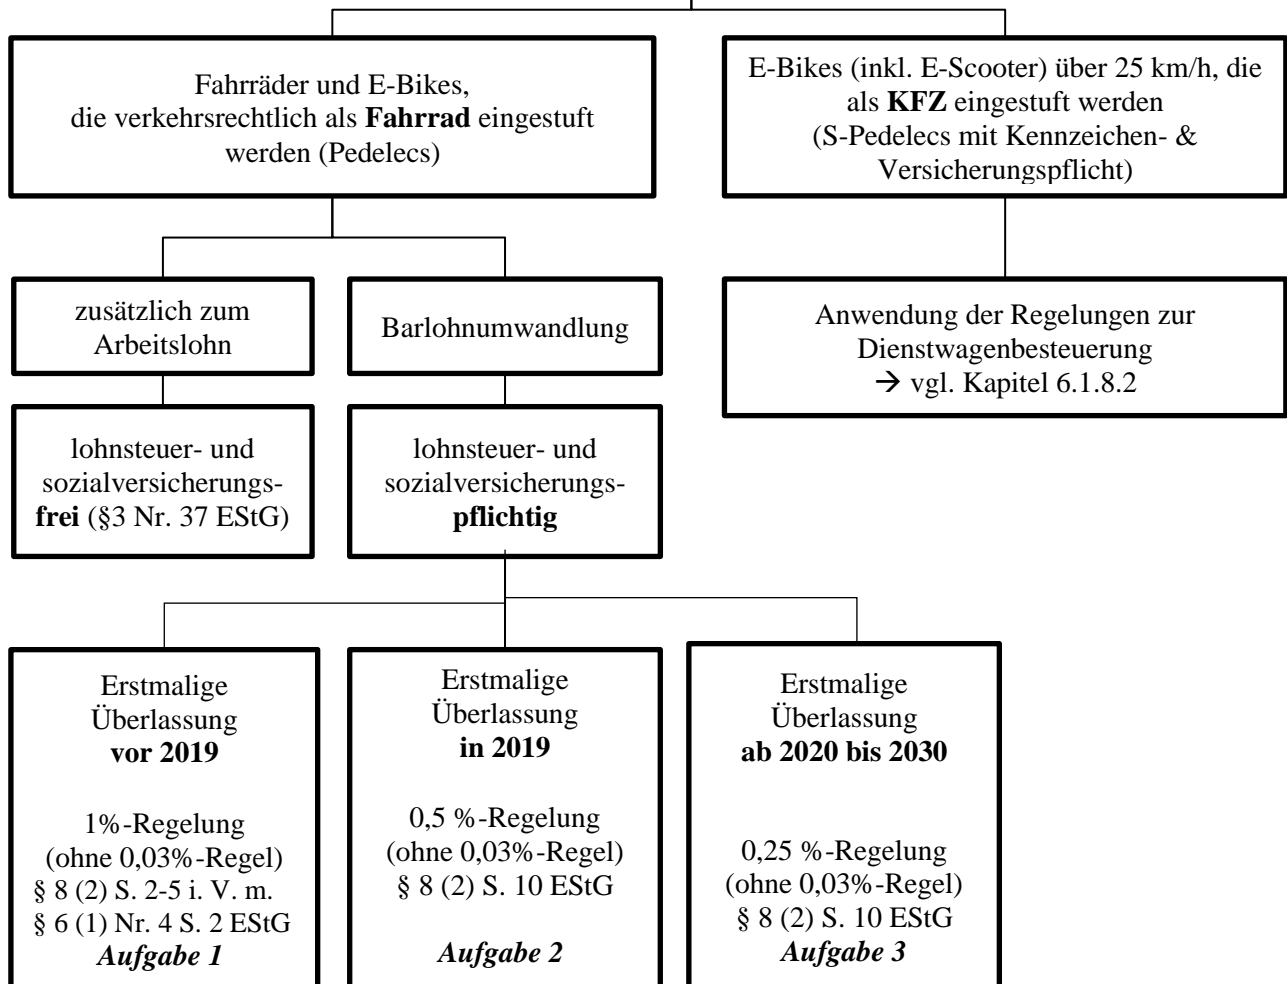 Fahrräder und E-Bikes,
die verkehrsrechtlich als Fahrrad eingestuft
werden (Pedelecs)
E-Bikes (inkl. E-Scooter) über 25 km/h, die
als KFZ eingestuft werden
(S-Pedelecs mit Kennzeichen- &
Versicherungspflicht)
zusätzlich zum
Arbeitslohn
Barlohnumwandlung
Anwendung der Regelungen zur
Dienstwagenbesteuerung
→ vgl. Kapitel 6.1.8.2
lohnsteuer- und
sozialversicherungs-
frei (§3 Nr. 37 EStG)
lohnsteuer- und
sozialversicherungs-
pflichtig
Erstmalige
Überlassung
vor 2019
1%-Regelung
(ohne 0,03%-Regel)
§ 8 (2) S. 2-5 i. V. m.
§ 6 (1) Nr. 4 S. 2 EStG
Aufgabe 1
Erstmalige
Überlassung
in 2019
0,5 %-Regelung
(ohne 0,03%-Regel)
§ 8 (2) S. 10 EStG
Aufgabe 2
Erstmalige
Überlassung
ab 2020 bis 2030
0,25 %-Regelung
(ohne 0,03%-Regel)
§ 8 (2) S. 10 EStG
Aufgabe 3